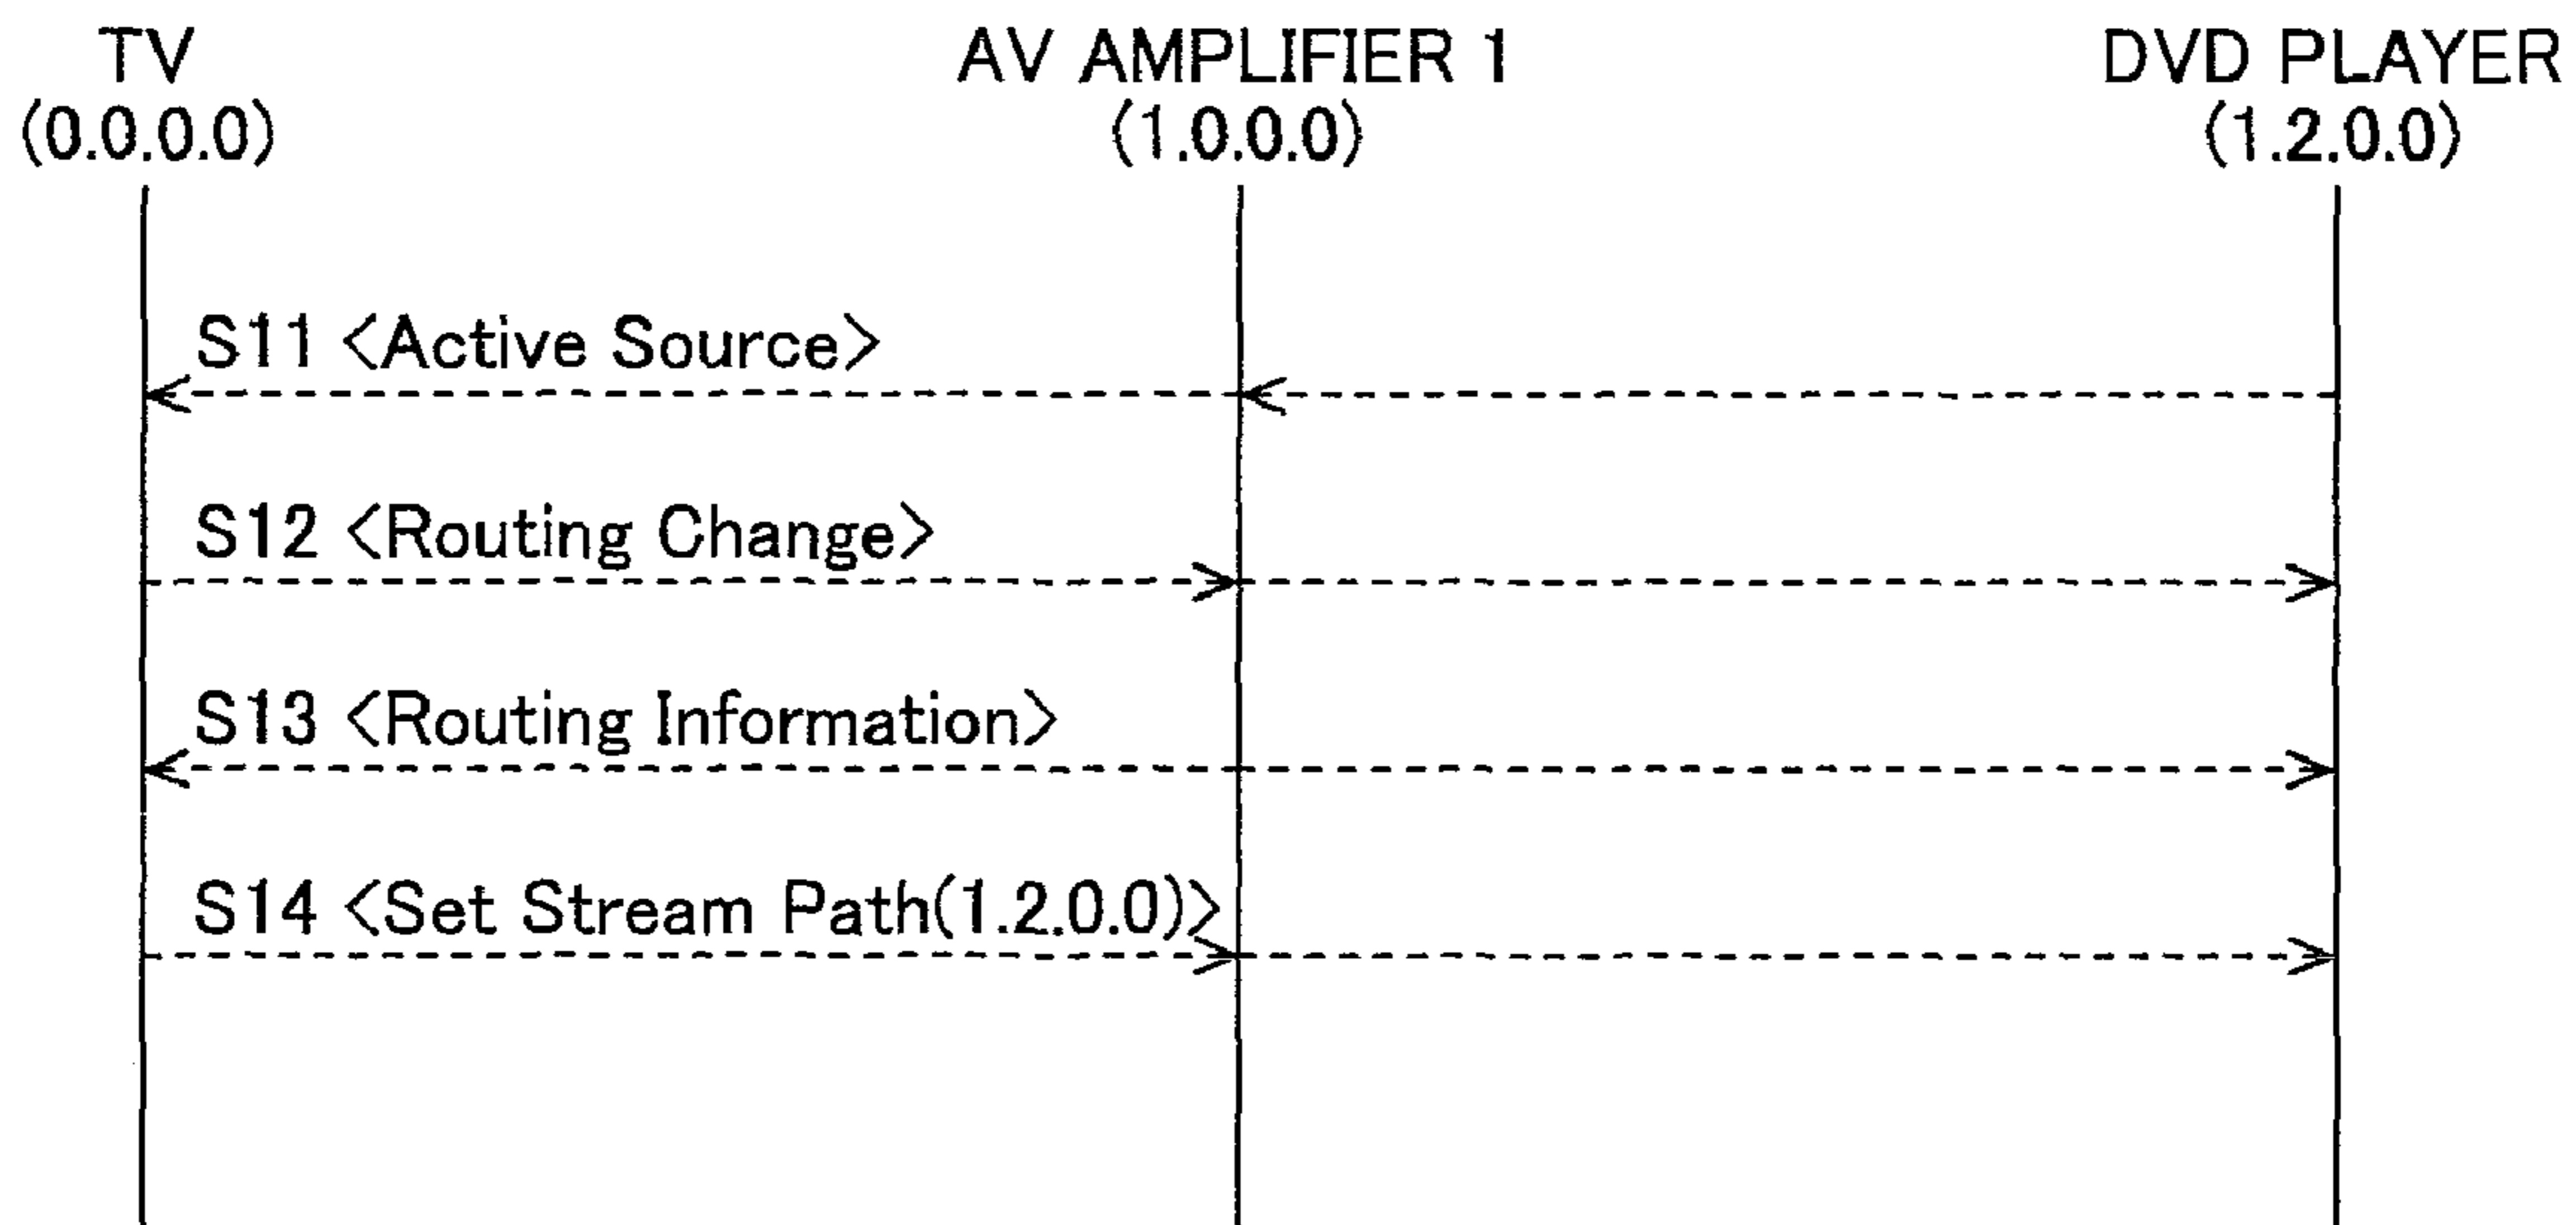 TV AV AMPLIFIER 1 DVD PLAYER
(0.0.0.0) (1.0.0.0) (1.2.0.0)
S11 <Active Source>
S12 <Routing Change>
S13 <Routing Information>
S14 <Set Stream Path(1.2.0.0)>